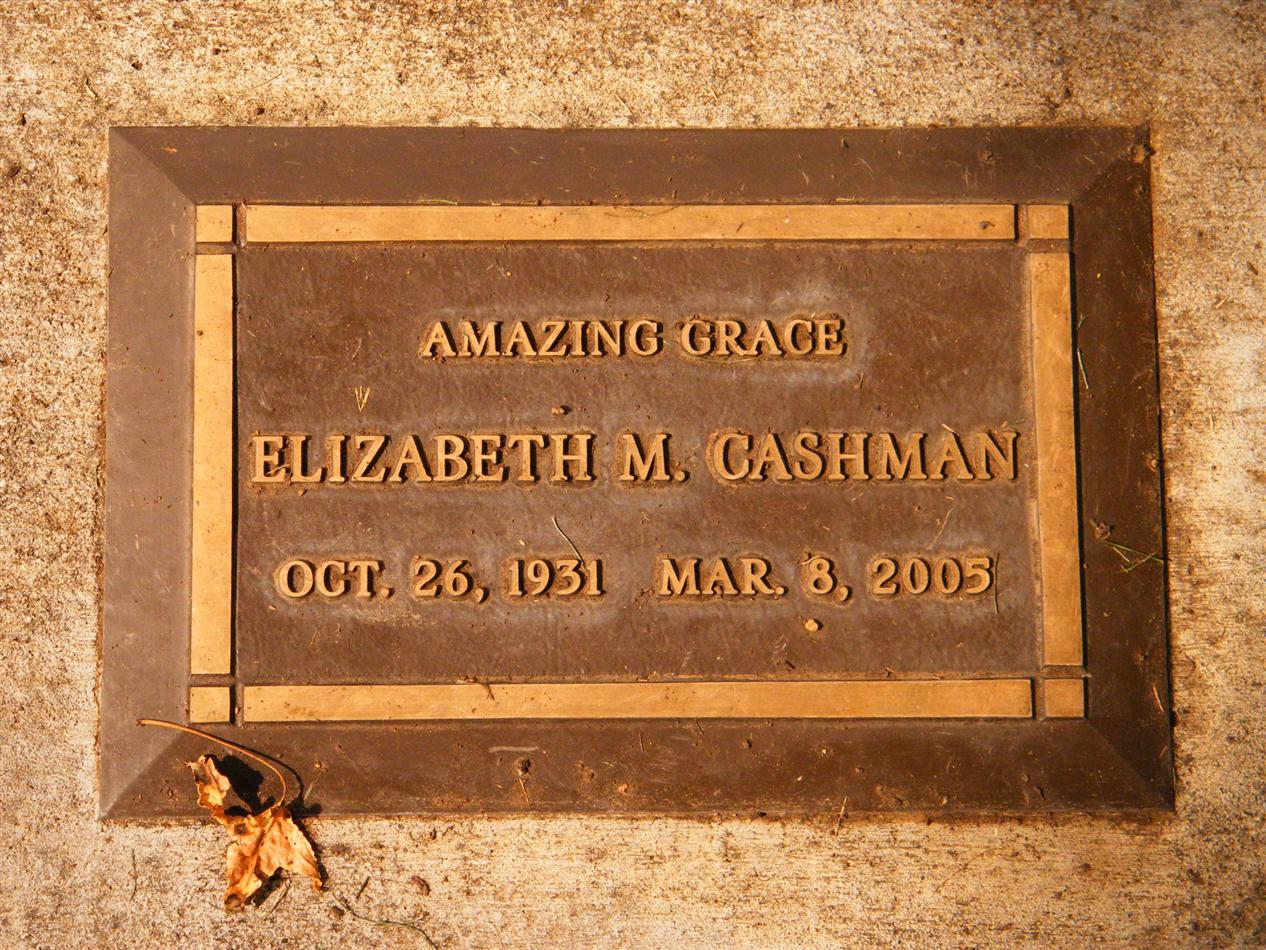 AMAZING GRACE
ELIZABETH M. CASHMAN
OCT. 26, 1931 MAR. 8, 2005